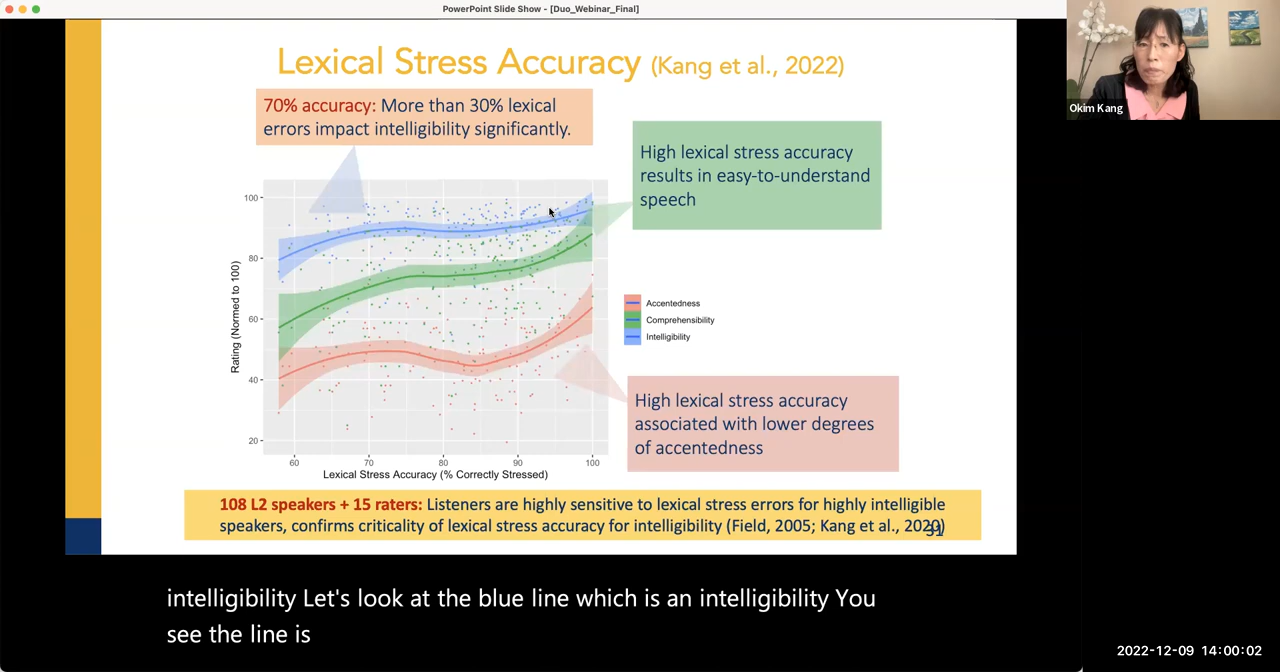 PowerPoint Slide Show - [Duo_Webinar_Final]
Okim Kang
Lexical Stress Accuracy (Kang et al., 2022)
70% accuracy: More than 30% lexical
errors impact intelligibility significantly.
High lexical stress accuracy
results in easy-to-understand
speech
Rating (Normed to 100)
100
80
60
40
20
60 70 80 90 100
Lexical Stress Accuracy (% Correctly Stressed)
Accentedness
Comprehensibility
Intelligibility
High lexical stress accuracy
associated with lower degrees
of accentedness
108 L2 speakers + 15 raters: Listeners are highly sensitive to lexical stress errors for highly intelligible
speakers, confirms criticality of lexical stress accuracy for intelligibility (Field, 2005; Kang et al., 2020)
31
intelligibility Let's look at the blue line which is an intelligibility You
see the line is
2022-12-09 14:00:02